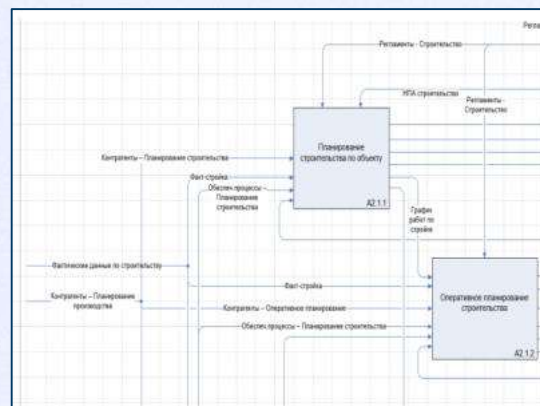 Регла
Регламенты - Строительство
НПА строительство
Регламенты -
Строительство
Планирование
строительства по объекту
A2.1.1
Контрагенты – Планирование строительства
Факт-стройка
Обеспеч.процессы –
Планирование
строительства
График
работ по
стройке
Фактические данные по строительству
Контрагенты – Планирование
производства
Факт-стройка
Контрагенты – Оперативное планирование
Обеспеч.процессы – Планирование строительства
Оперативное планирование
строительства
A2.1.2